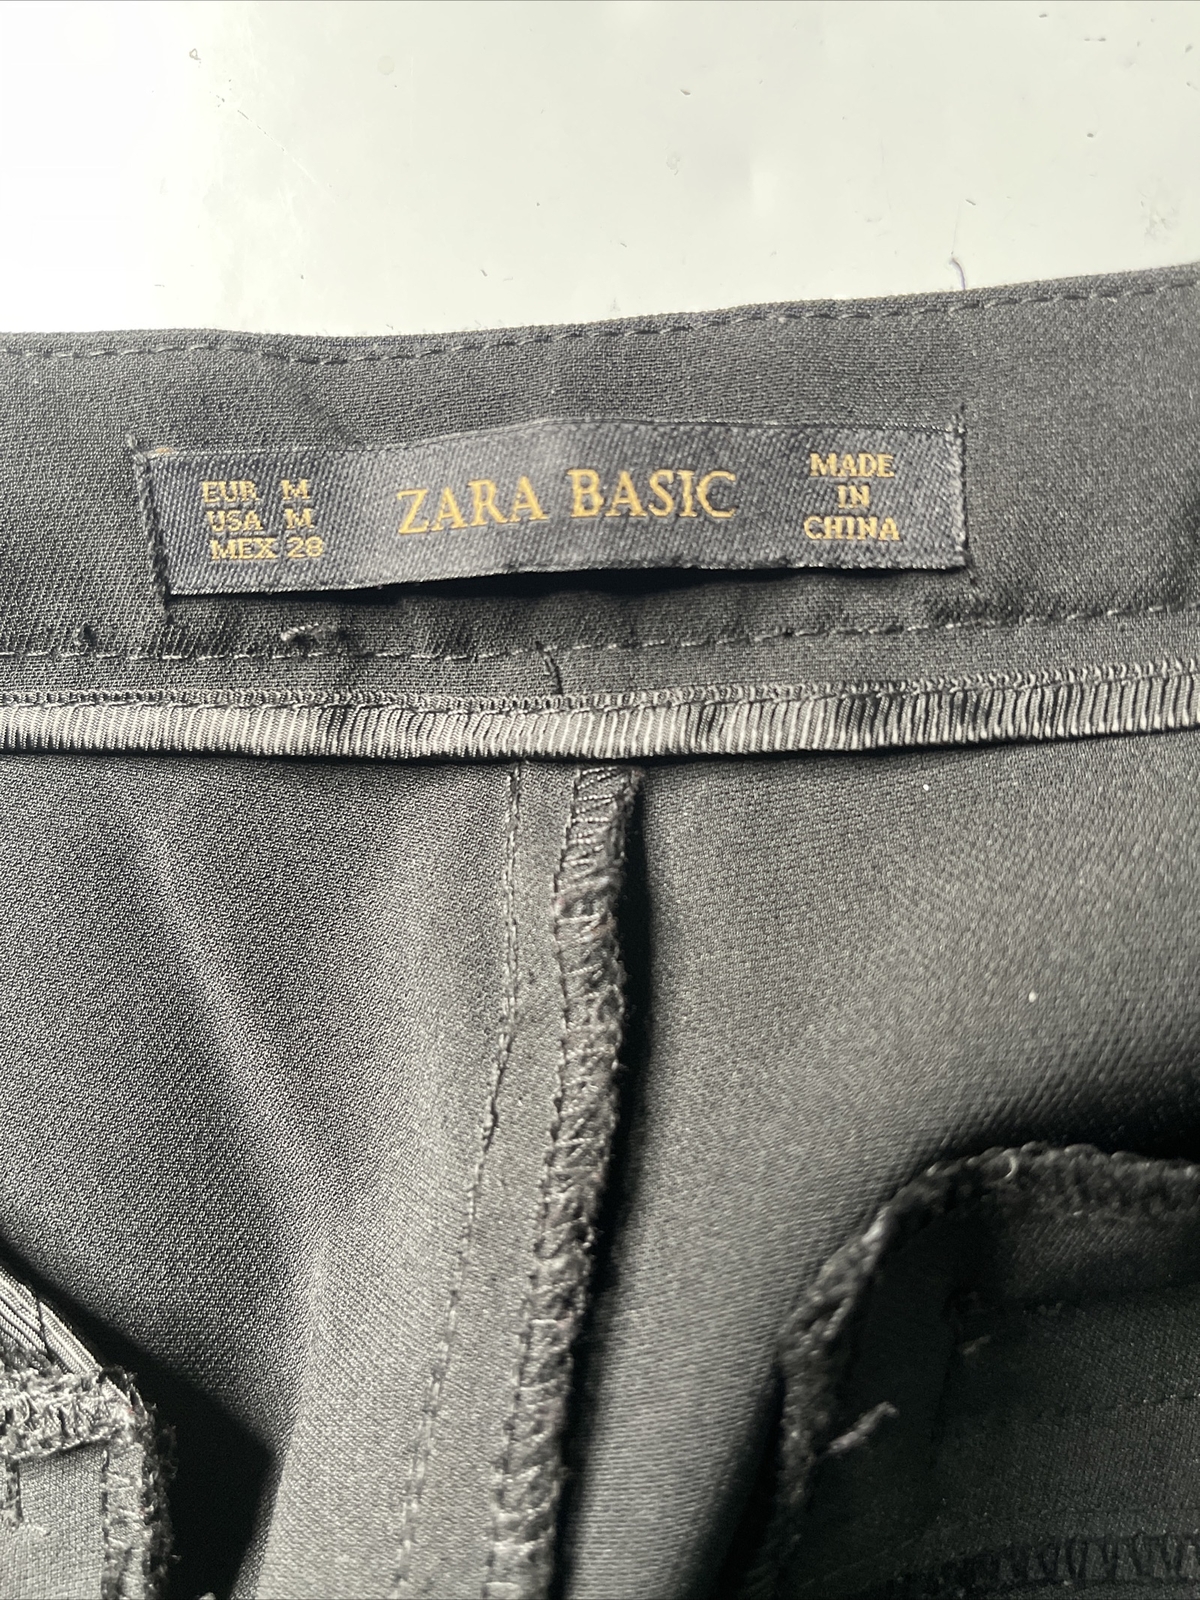 EUR M
USA M
MEX 28
ZARA BASIC
MADE
IN
CHINA